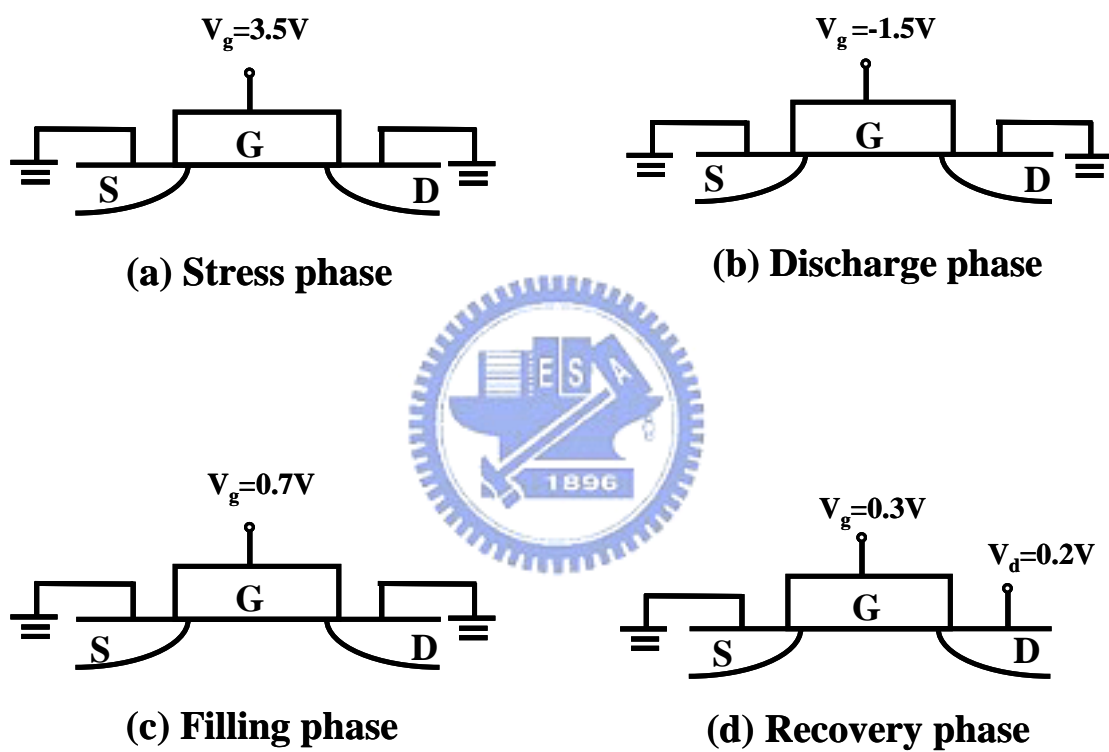 V_g=3.5V
G
S
D
(a) Stress phase
V_g=-1.5V
G
S
D
(b) Discharge phase
E S A
1896
V_g=0.7V
G
S
D
(c) Filling phase
V_g=0.3V
V_d=0.2V
G
S
D
(d) Recovery phase